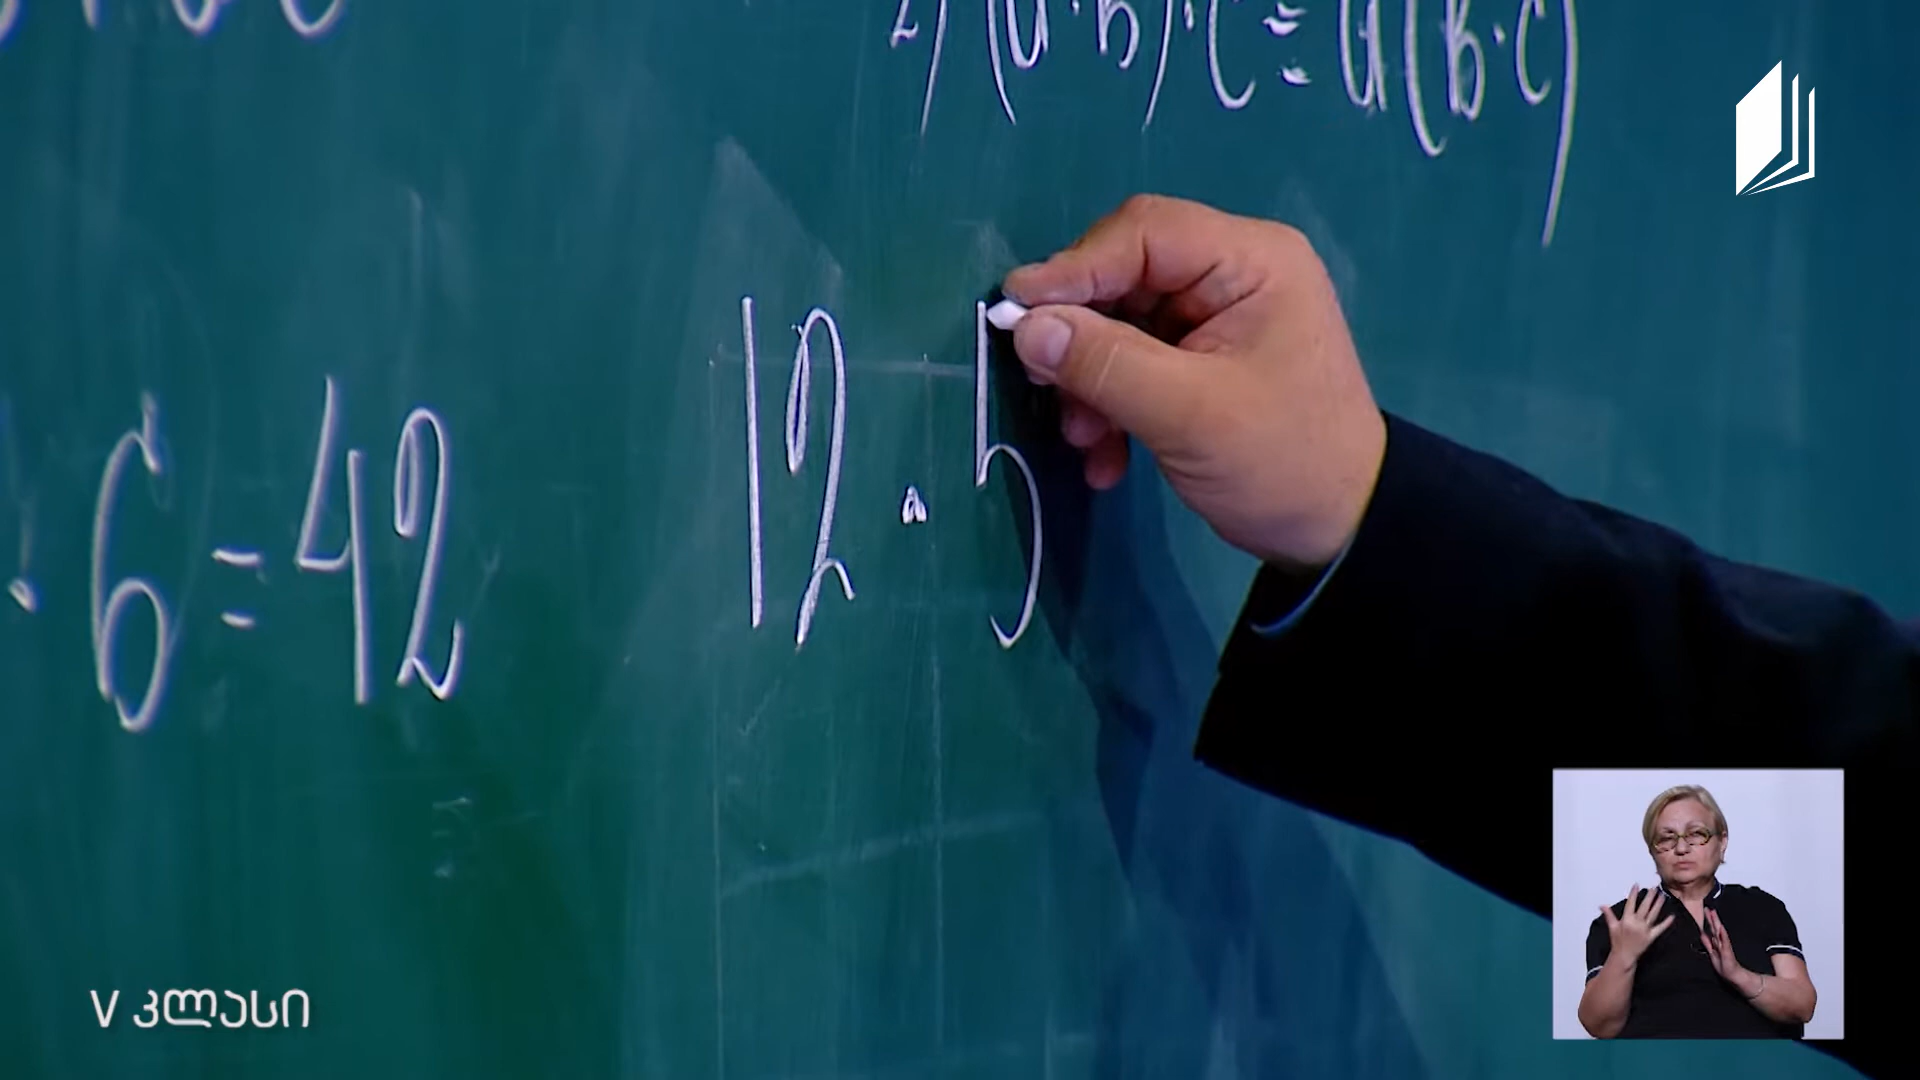 2) (a · b) · c = a(b · c)
· 6 = 42
12 · 5
V კლასი